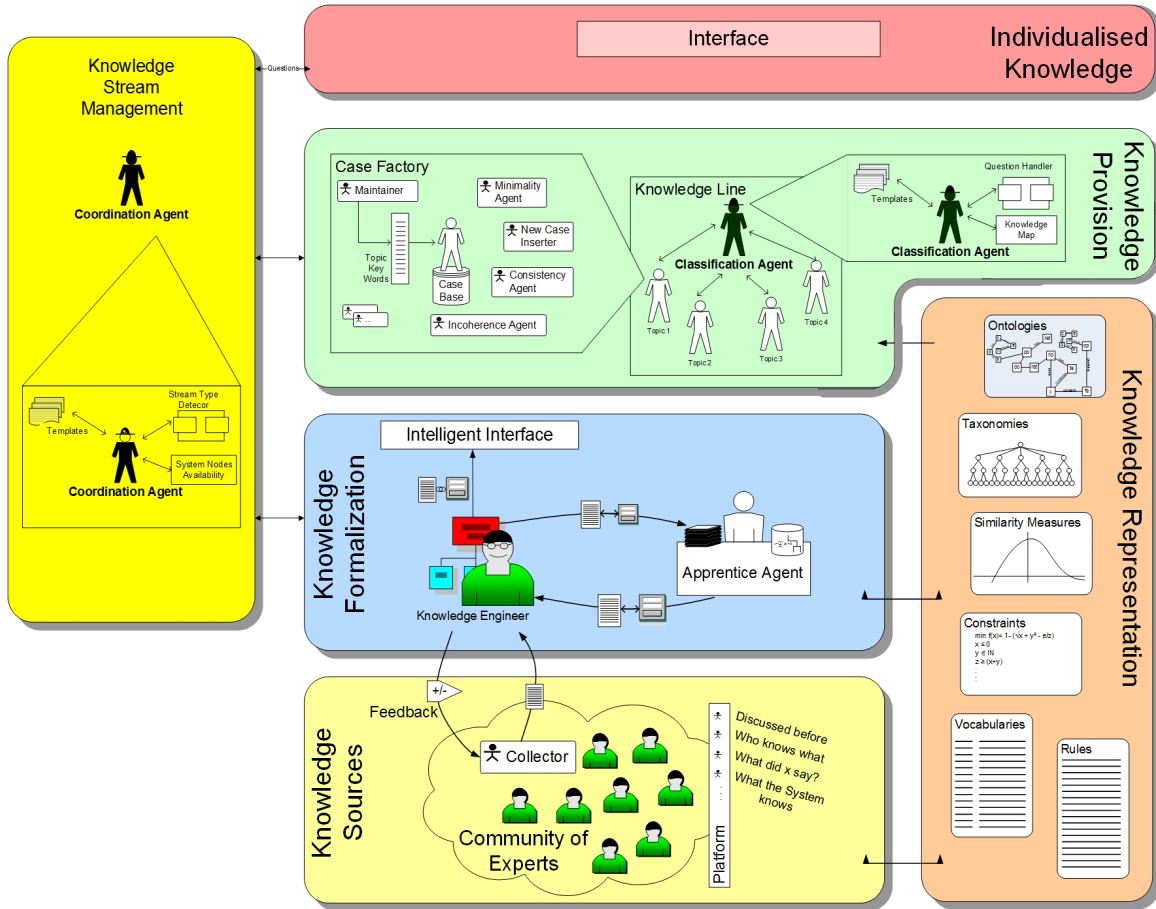 Knowledge
Stream
Management
Coordination Agent
Templates
Stream Type
Detecor
System Nodes
Availability
Coordination Agent
Questions
Interface
Individualised
Knowledge
Knowledge
Provision
Case Factory
Maintainer
Topic
Key
Words
Case
Base
Minimality
Agent
New Case
Inserter
Consistency
Agent
Incoherence Agent
...
Knowledge Line
Classification Agent
Topic 1
Topic 2
Topic 3
Topic 4
Templates
Question Handler
Knowledge
Map
Classification Agent
Knowledge
Formalization
Intelligent Interface
Knowledge Engineer
Apprentice Agent
Knowledge
Sources
+/-
Feedback
Collector
Community of
Experts
Platform
Discussed before
Who knows what
What did x say?
What the System
knows
Knowledge Representation
Ontologies
Taxonomies
Similarity Measures
Constraints
x ≤ 0
y ∉ IN
z ≥ (x+y)
Vocabularies
Rules